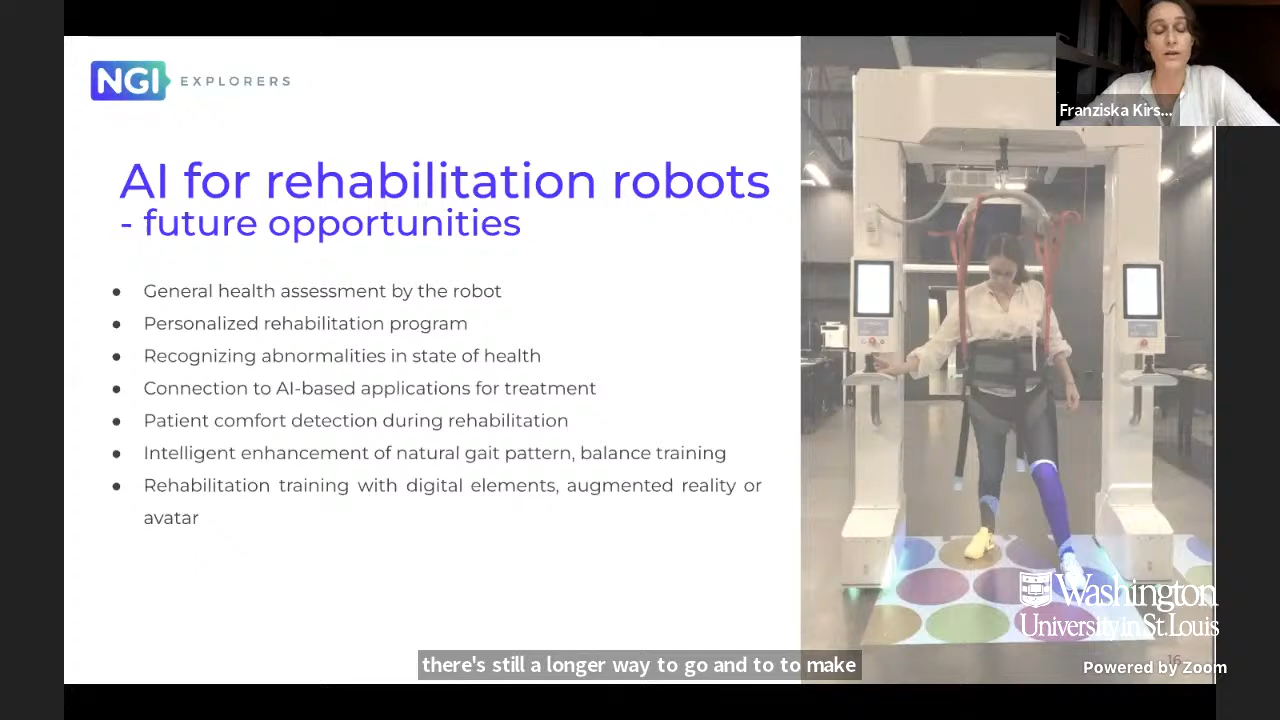 NGI EXPLORERS
Franziska Kirs...
AI for rehabilitation robots
- future opportunities
● General health assessment by the robot
● Personalized rehabilitation program
● Recognizing abnormalities in state of health
● Connection to AI-based applications for treatment
● Patient comfort detection during rehabilitation
● Intelligent enhancement of natural gait pattern, balance training
● Rehabilitation training with digital elements, augmented reality or
avatar
Washington
University in St. Louis
there's still a longer way to go and to to make
16
Powered by Zoom